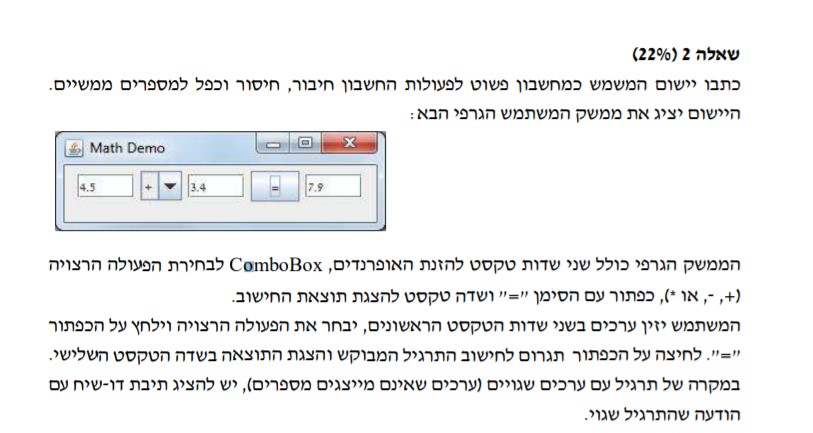 שאלה 2 (22%)
כתבו יישום המשמש כמחשבון פשוט לפעולות החשבון חיבור, חיסור וכפל למספרים ממשיים.
היישום יציג את ממשק המשתמש הגרפי הבא:
Math Demo
4.5 + 3.4 = 7.9
הממשק הגרפי כולל שני שדות טקסט להזנת האופרנדים, ComboBox לבחירת הפעולה הרצויה
(+, -, או *), כפתור עם הסימן "=" ושדה טקסט להצגת תוצאת החישוב.
המשתמש יזין ערכים בשני שדות הטקסט הראשונים, יבחר את הפעולה הרצויה וילחץ על הכפתור
"=". לחיצה על הכפתור תגרום לחישוב התרגיל המבוקש והצגת התוצאה בשדה הטקסט השלישי.
במקרה של תרגיל עם ערכים שגויים (ערכים שאינם מייצגים מספרים), יש להציג תיבת דו-שיח עם
הודעה שהתרגיל שגוי.